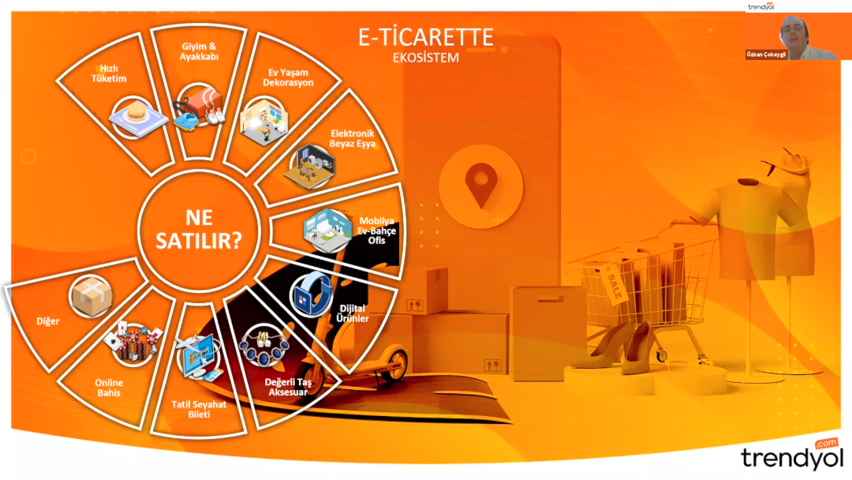 trendyol
Özkan Çokaygil
E-TİCARETTE
EKOSİSTEM
Hızlı
Tüketim
Giyim &
Ayakkabı
Ev Yaşam
Dekorasyon
Elektronik
Beyaz Eşya
Mobilya
Ev-Bahçe
Ofis
Dijital
Ürünler
Değerli Taş
Aksesuar
Tatil Seyahat
Bileti
Online
Bahis
Diğer
NE
SATILIR?
SALE
trendyol
.com